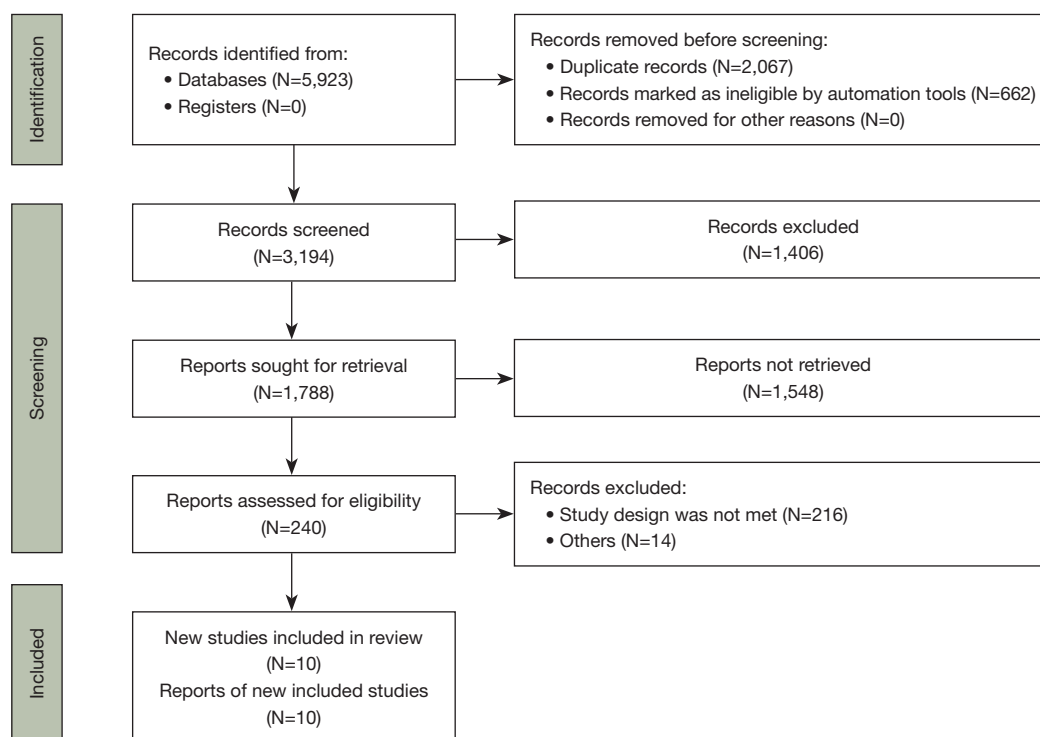 Identification
Records identified from:
• Databases (N=5,923)
• Registers (N=0)
Records removed before screening:
• Duplicate records (N=2,067)
• Records marked as ineligible by automation tools (N=662)
• Records removed for other reasons (N=0)
Screening
Records screened
(N=3,194)
Records excluded
(N=1,406)
Reports sought for retrieval
(N=1,788)
Reports not retrieved
(N=1,548)
Reports assessed for eligibility
(N=240)
Records excluded:
• Study design was not met (N=216)
• Others (N=14)
Included
New studies included in review
(N=10)
Reports of new included studies
(N=10)